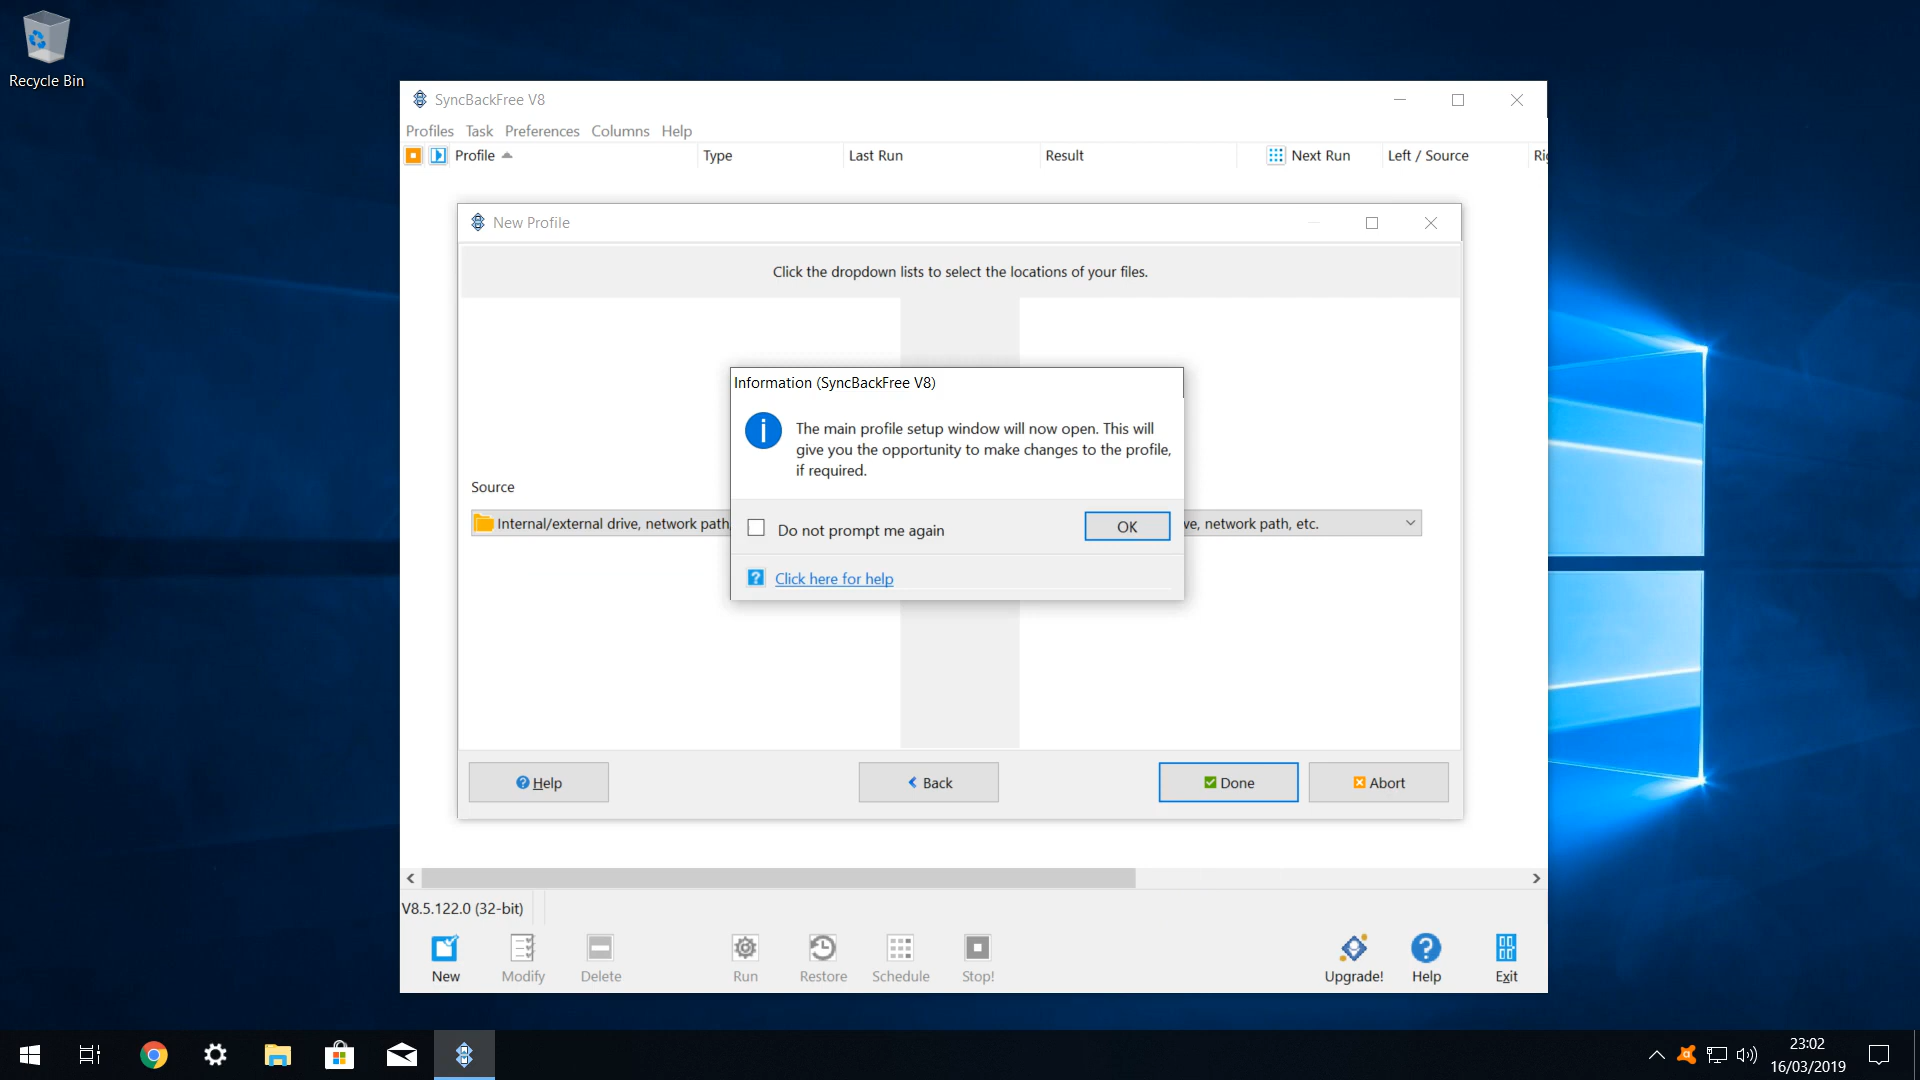 Recycle Bin
SyncBackFree V8
Profiles Task Preferences Columns Help
Profile Type Last Run Result Next Run Left / Source Rig
New Profile
Click the dropdown lists to select the locations of your files.
Information (SyncBackFree V8)
The main profile setup window will now open. This will
give you the opportunity to make changes to the profile,
if required.
Source
Internal/external drive, network path,
ve, network path, etc.
Do not prompt me again
OK
Click here for help
Help Back Done Abort
V8.5.122.0 (32-bit)
New Modify Delete Run Restore Schedule Stop! Upgrade! Help Exit
23:02
16/03/2019